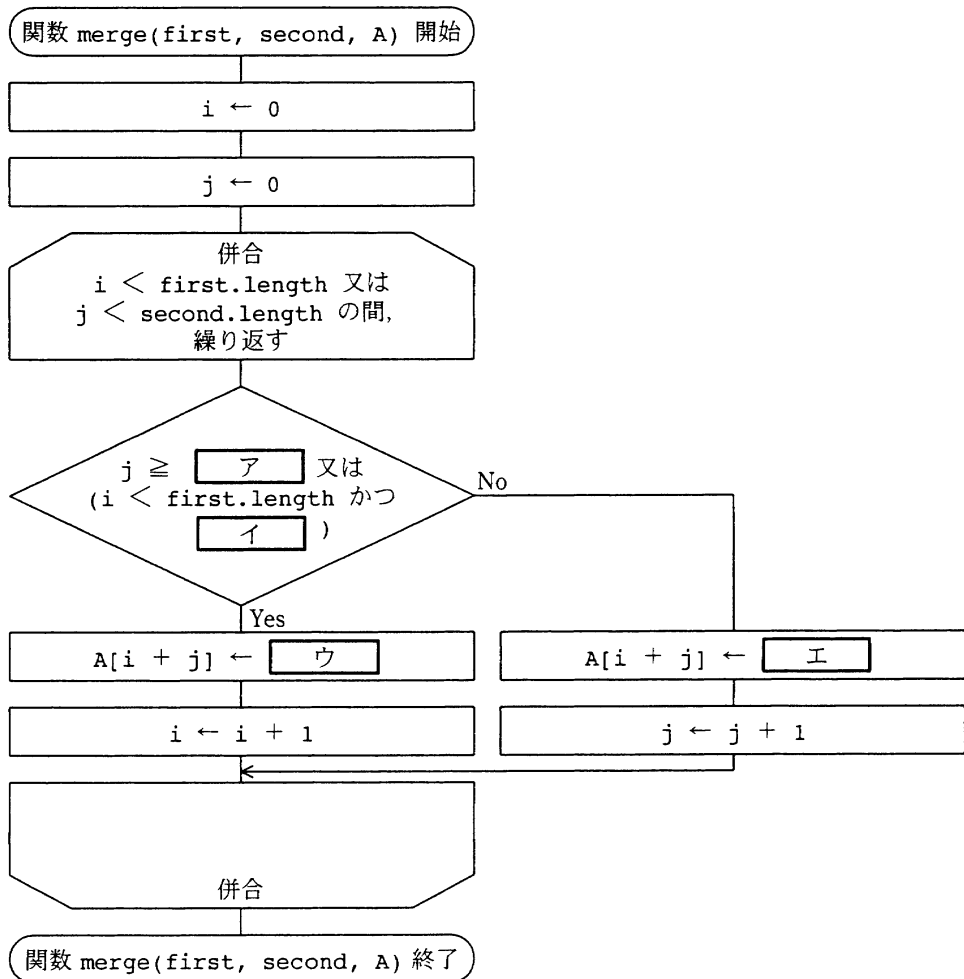 関数 merge(first, second, A) 開始
i ← 0
j ← 0
併合
i < first.length 又は
j < second.length の間,
繰り返す
j ≧ ア 又は
(i < first.length かつ
イ )
No
Yes
A[i + j] ← ウ
A[i + j] ← エ
i ← i + 1
j ← j + 1
併合
関数 merge(first, second, A) 終了